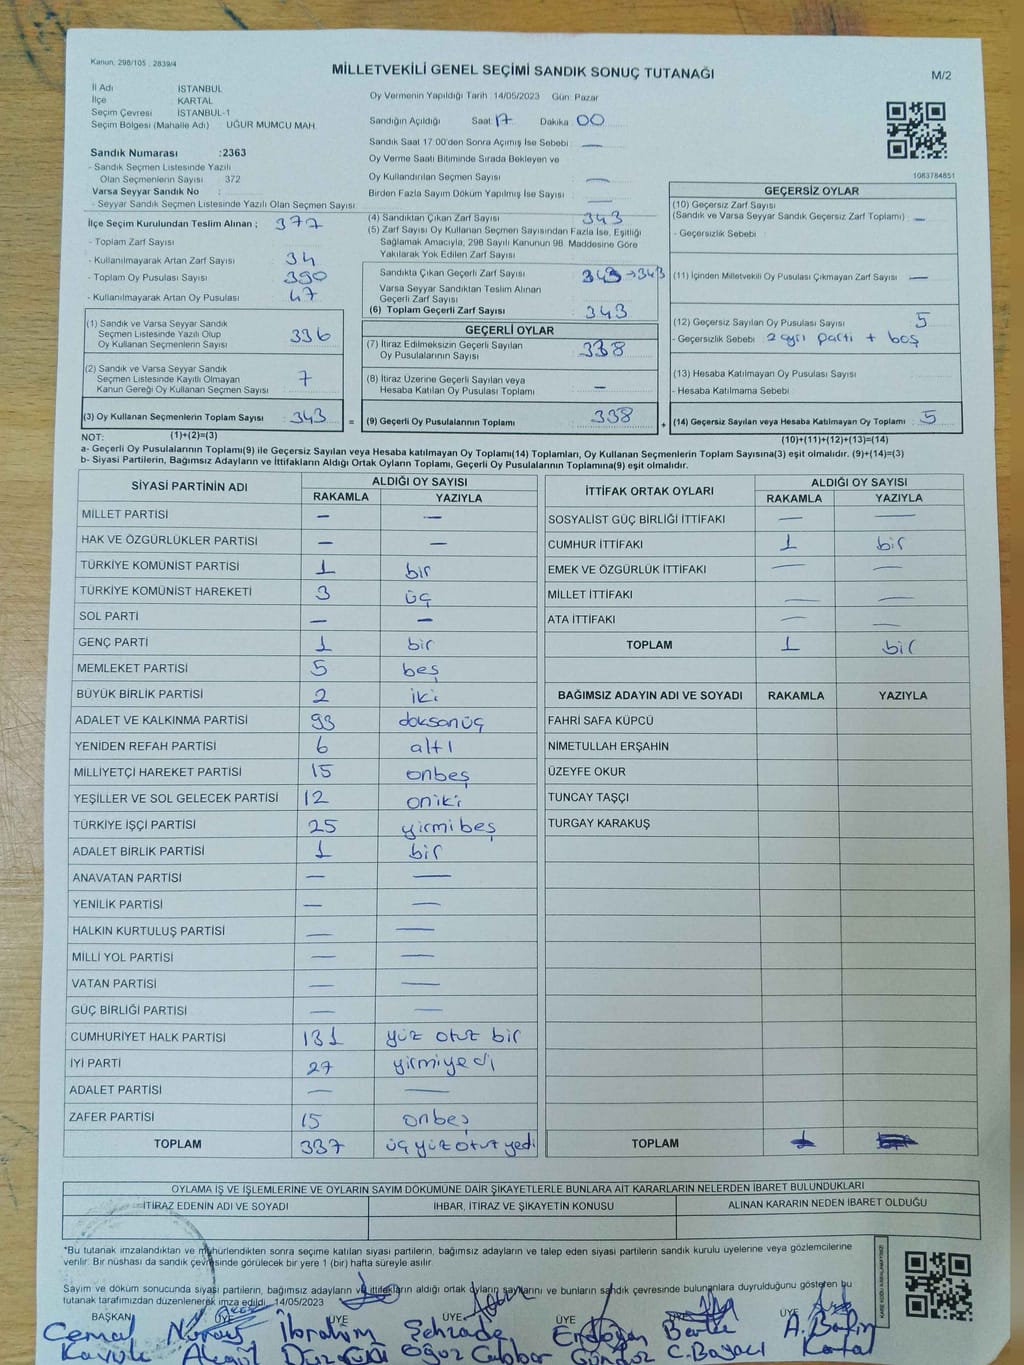 Kanun, 298/105 . 2839/4
MİLLETVEKİLİ GENEL SEÇİMİ SANDIK SONUÇ TUTANAĞI
M/2
İl Adı İSTANBUL
İlçe KARTAL
Seçim Çevresi İSTANBUL-1
Seçim Bölgesi (Mahalle Adı) UĞUR MUMCU MAH.
Oy Vermenin Yapıldığı Tarih :14/05/2023 Gün: Pazar
Sandığın Açıldığı Saat 17 Dakika 00
Sandık Saat 17:00'den Sonra Açımış İse Sebebi : —
Oy Verme Saati Bitiminde Sırada Bekleyen ve
Oy Kullandırılan Seçmen Sayısı : —
Birden Fazla Sayım Döküm Yapılmış İse Sayısı : —
1083784851
Sandık Numarası :2363
- Sandık Seçmen Listesinde Yazılı
Olan Seçmenlerin Sayısı : 372
Varsa Seyyar Sandık No :
- Seyyar Sandık Seçmen Listesinde Yazılı Olan Seçmen Sayısı:
İlçe Seçim Kurulundan Teslim Alınan ; 377
- Toplam Zarf Sayısı
- Kullanılmayarak Artan Zarf Sayısı : 34
- Toplam Oy Pusulası Sayısı : 390
- Kullanılmayarak Artan Oy Pusulası : 47
(1) Sandık ve Varsa Seyyar Sandık
Seçmen Listesinde Yazılı Olup
Oy Kullanan Seçmenlerin Sayısı : 336
(2) Sandık ve Varsa Seyyar Sandık
Seçmen Listesinde Kayıtlı Olmayan
Kanun Gereği Oy Kullanan Seçmen Sayısı : 7
(3) Oy Kullanan Seçmenlerin Toplam Sayısı : 343
(1)+(2)=(3)
(4) Sandıktan Çıkan Zarf Sayısı : 343
(5) Zarf Sayısı Oy Kullanan Seçmen Sayısından Fazla İse, Eşitliği
Sağlamak Amacıyla, 298 Sayılı Kanunun 98. Maddesine Göre
Yakılarak Yok Edilen Zarf Sayısı :
Sandıkta Çıkan Geçerli Zarf Sayısı : 343 →343
Varsa Seyyar Sandıktan Teslim Alınan
Geçerli Zarf Sayısı :
(6) Toplam Geçerli Zarf Sayısı : 343
GEÇERLİ OYLAR
(7) İtiraz Edilmeksizin Geçerli Sayılan
Oy Pusulalarının Sayısı : 338
(8) İtiraz Üzerine Geçerli Sayılan veya
Hesaba Katılan Oy Pusulası Toplamı : —
= (9) Geçerli Oy Pusulalarının Toplamı : 338
GEÇERSİZ OYLAR
(10) Geçersiz Zarf Sayısı
(Sandık ve Varsa Seyyar Sandık Geçersiz Zarf Toplamı) : —
- Geçersizlik Sebebi :
(11) İçinden Milletvekili Oy Pusulası Çıkmayan Zarf Sayısı : —
(12) Geçersiz Sayılan Oy Pusulası Sayısı : 5
- Geçersizlik Sebebi : 2 ayrı parti + boş
(13) Hesaba Katılmayan Oy Pusulası Sayısı :
- Hesaba Katılmama Sebebi :
+ (14) Geçersiz Sayılan veya Hesaba Katılmayan Oy Toplamı : 5
(10)+(11)+(12)+(13)=(14)
NOT:
a- Geçerli Oy Pusulalarının Toplamı(9) ile Geçersiz Sayılan veya Hesaba Katılmayan Oy Toplamı(14) Toplamları, Oy Kullanan Seçmenlerin Toplam Sayısına(3) eşit olmalıdır. (9)+(14)=(3)
b- Siyasi Partilerin, Bağımsız Adayların ve İttifakların Aldığı Ortak Oyların Toplamı, Geçerli Oy Pusulalarının Toplamına(9) eşit olmalıdır.
SİYASİ PARTİNİN ADI ALDIĞI OY SAYISI
RAKAMLA YAZIYLA
MİLLET PARTİSİ — —
HAK VE ÖZGÜRLÜKLER PARTİSİ — —
TÜRKİYE KOMÜNİST PARTİSİ 1 bir
TÜRKİYE KOMÜNİST HAREKETİ 3 üç
SOL PARTİ — —
GENÇ PARTİ 1 bir
MEMLEKET PARTİSİ 5 beş
BÜYÜK BİRLİK PARTİSİ 2 iki
ADALET VE KALKINMA PARTİSİ 93 doksanüç
YENİDEN REFAH PARTİSİ 6 altı
MİLLİYETÇİ HAREKET PARTİSİ 15 onbeş
YEŞİLLER VE SOL GELECEK PARTİSİ 12 oniki
TÜRKİYE İŞÇİ PARTİSİ 25 yirmibeş
ADALET BİRLİK PARTİSİ 1 bir
ANAVATAN PARTİSİ — —
YENİLİK PARTİSİ — —
HALKIN KURTULUŞ PARTİSİ — —
MİLLİ YOL PARTİSİ — —
VATAN PARTİSİ — —
GÜÇ BİRLİĞİ PARTİSİ — —
CUMHURİYET HALK PARTİSİ 131 yüz otuz bir
İYİ PARTİ 27 yirmiyedi
ADALET PARTİSİ — —
ZAFER PARTİSİ 15 onbeş
TOPLAM 337 üç yüz otuz yedi
İTTİFAK ORTAK OYLARI ALDIĞI OY SAYISI
RAKAMLA YAZIYLA
SOSYALİST GÜÇ BİRLİĞİ İTTİFAKI — —
CUMHUR İTTİFAKI 1 bir
EMEK VE ÖZGÜRLÜK İTTİFAKI — —
MİLLET İTTİFAKI — —
ATA İTTİFAKI — —
TOPLAM 1 bir
BAĞIMSIZ ADAYIN ADI VE SOYADI RAKAMLA YAZIYLA
FAHRİ SAFA KÜPCÜ
NİMETULLAH ERŞAHİN
ÜZEYFE OKUR
TUNCAY TAŞÇI
TURGAY KARAKUŞ
TOPLAM
OYLAMA İŞ VE İŞLEMLERİNE VE OYLARIN SAYIM DÖKÜMÜNE DAİR ŞİKAYETLERLE BUNLARA AİT KARARLARIN NELERDEN İBARET BULUNDUKLARI
İTİRAZ EDENİN ADI VE SOYADI İHBAR, İTİRAZ VE ŞİKAYETİN KONUSU ALINAN KARARIN NEDEN İBARET OLDUĞU
*Bu tutanak imzalandıktan ve mühürlendikten sonra seçime katılan siyasi partilerin, bağımsız adayların ve talep eden siyasi partilerin sandık kurulu üyelerine veya gözlemcilerine
verilir. Bir nüshası da sandık çevresinde görülecek bir yere 1 (bir) hafta süreyle asılır.
Sayım ve döküm sonucunda siyasi partilerin, bağımsız adayların ve ittifakların aldığı ortak oyların sayılarını ve bunların sandık çevresinde bulunanlara duyrulduğunu gösteren bu
tutanak tarafımızdan düzenlenerek imza edildi. 14/05/2023
BAŞKAN ÜYE ÜYE ÜYE ÜYE ÜYE
Cemal İbrahim Şehzade Erdoğan
Oğuz Gündüz C.Bağcı Kartal